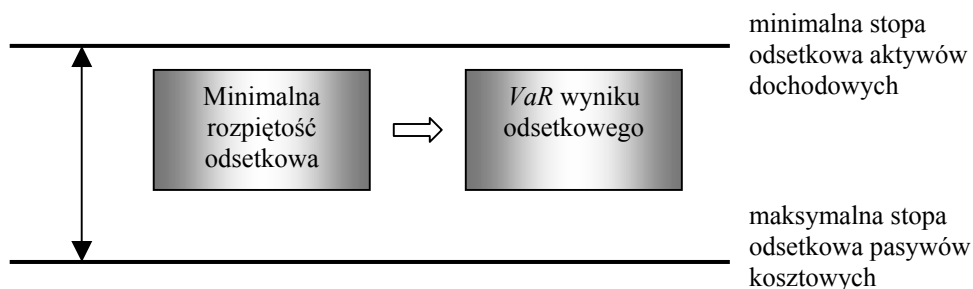 minimalna stopa
odsetkowa aktywów
dochodowych
Minimalna
rozpiętość
odsetkowa
VaR wyniku
odsetkowego
maksymalna stopa
odsetkowa pasywów
kosztowych